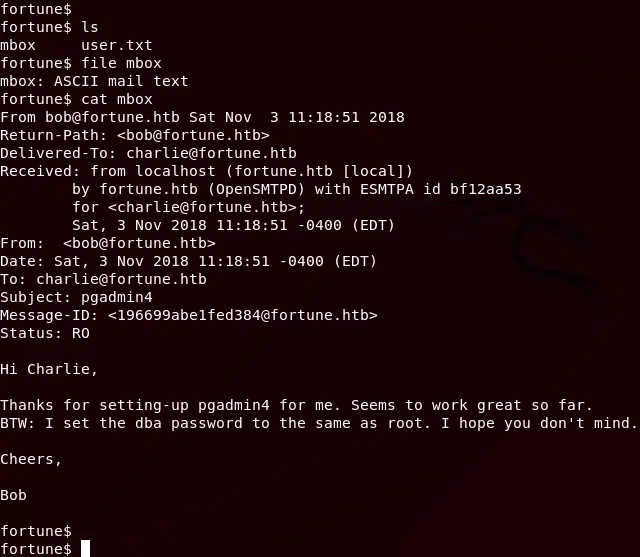 fortune$
fortune$ ls
mbox     user.txt
fortune$ file mbox
mbox: ASCII mail text
fortune$ cat mbox
From bob@fortune.htb Sat Nov  3 11:18:51 2018
Return-Path: <bob@fortune.htb>
Delivered-To: charlie@fortune.htb
Received: from localhost (fortune.htb [local])
        by fortune.htb (OpenSMTPD) with ESMTPA id bf12aa53
        for <charlie@fortune.htb>;
        Sat, 3 Nov 2018 11:18:51 -0400 (EDT)
From:  <bob@fortune.htb>
Date: Sat, 3 Nov 2018 11:18:51 -0400 (EDT)
To: charlie@fortune.htb
Subject: pgadmin4
Message-ID: <196699abe1fed384@fortune.htb>
Status: RO

Hi Charlie,

Thanks for setting-up pgadmin4 for me. Seems to work great so far.
BTW: I set the dba password to the same as root. I hope you don't mind.

Cheers,

Bob

fortune$
fortune$